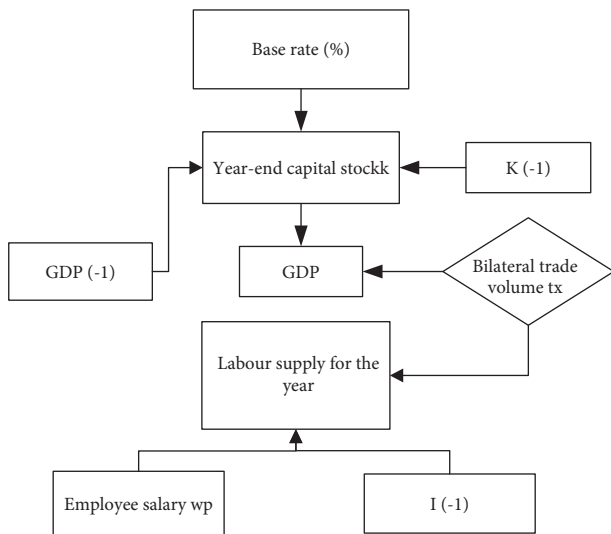 Base rate (%)
Year-end capital stockk
K (-1)
GDP (-1)
GDP
Bilateral trade
volume tx
Labour supply for the
year
Employee salary wp
I (-1)